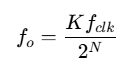 f_o = \frac{K f_{clk}}{2^N}